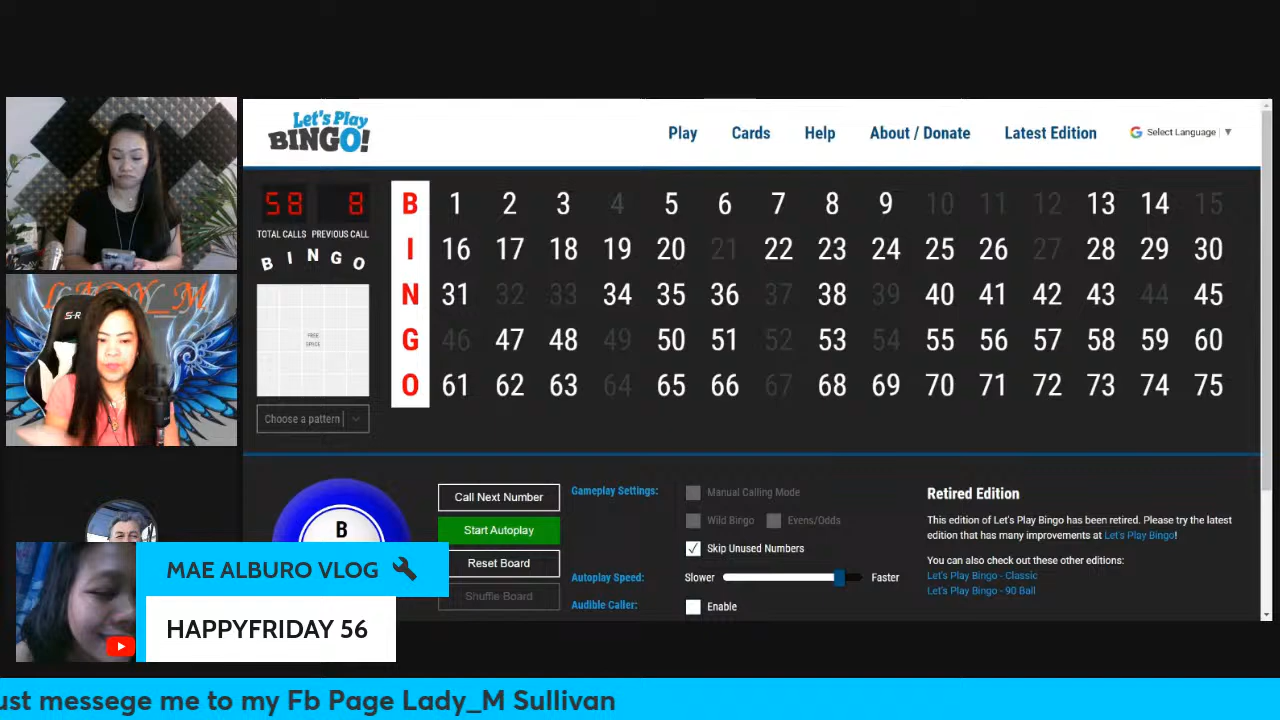 Let's Play
BINGO!
Play Cards Help About / Donate Latest Edition Select Language ▼
58 8
TOTAL CALLS PREVIOUS CALL
B I N G O
FREE
SPACE
Choose a pattern
B 1 2 3 4 5 6 7 8 9 10 11 12 13 14 15
I 16 17 18 19 20 21 22 23 24 25 26 27 28 29 30
N 31 32 33 34 35 36 37 38 39 40 41 42 43 44 45
G 46 47 48 49 50 51 52 53 54 55 56 57 58 59 60
O 61 62 63 64 65 66 67 68 69 70 71 72 73 74 75
LADY_M
S-R
B
Call Next Number
Start Autoplay
Reset Board
Shuffle Board
Gameplay Settings:
Manual Calling Mode
Wild Bingo Evens/Odds
Skip Unused Numbers
Autoplay Speed: Slower Faster
Audible Caller: Enable
Retired Edition
This edition of Let's Play Bingo has been retired. Please try the latest
edition that has many improvements at Let's Play Bingo!
You can also check out these other editions:
Let's Play Bingo - Classic
Let's Play Bingo - 90 Ball
MAE ALBURO VLOG
HAPPYFRIDAY 56
ust messege me to my Fb Page Lady_M Sullivan